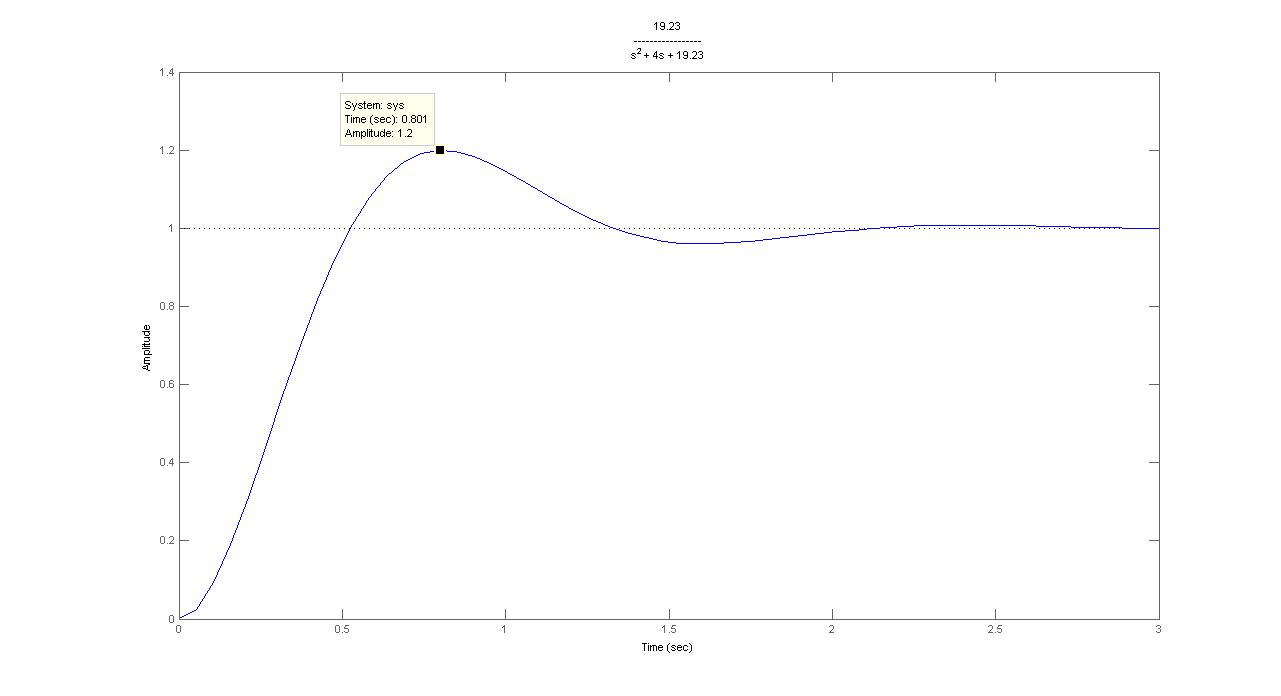 19.23
-----------------
s² + 4s + 19.23
1.4
System: sys
Time (sec): 0.801
Amplitude: 1.2
1.2
1
0.8
Amplitude
0.6
0.4
0.2
0
0 0.5 1 1.5 2 2.5 3
Time (sec)